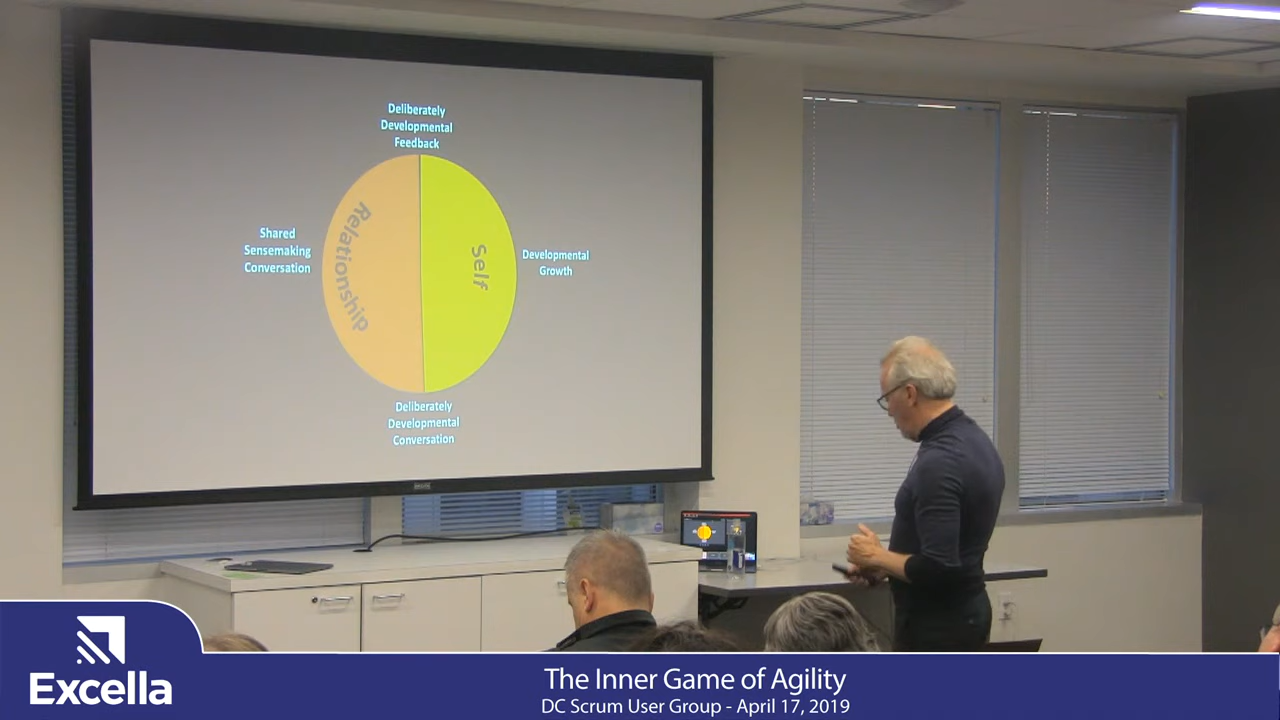 Deliberately
Developmental
Feedback
Relationship
Self
Shared
Sensemaking
Conversation
Developmental
Growth
Deliberately
Developmental
Conversation
Excella
The Inner Game of Agility
DC Scrum User Group - April 17, 2019